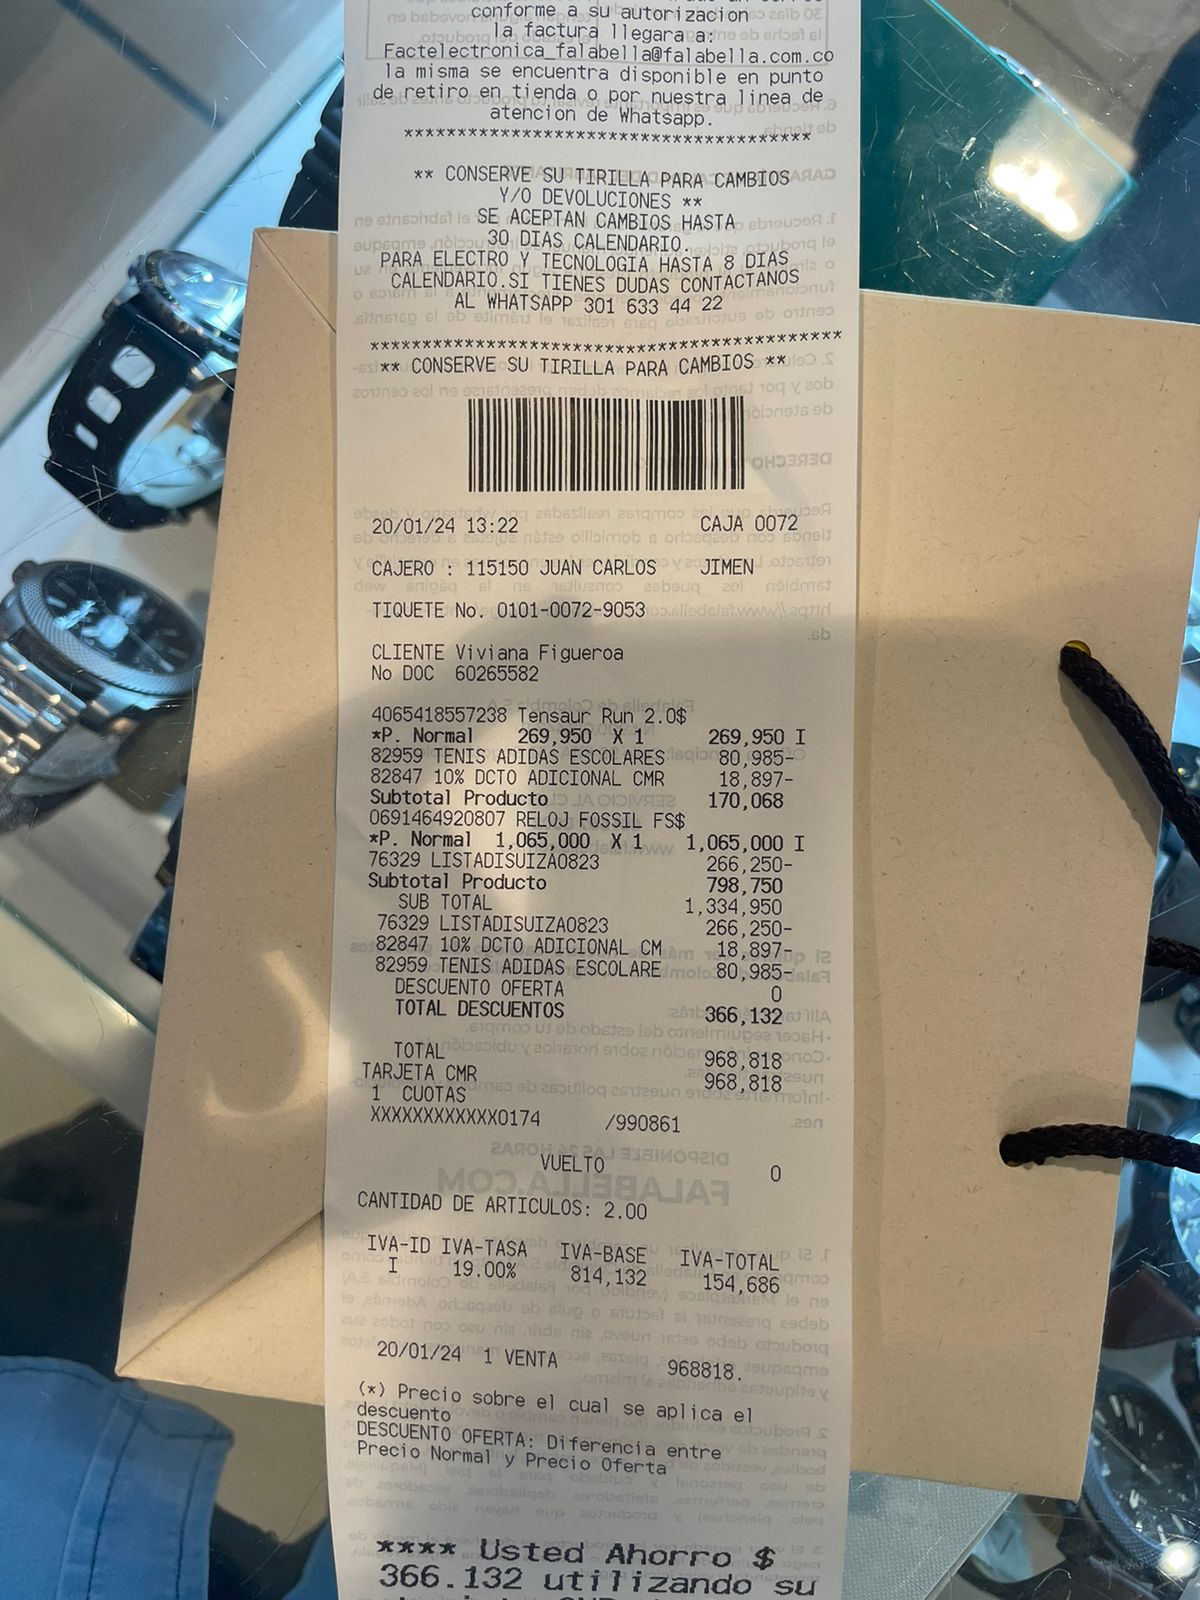 conforme a su autorizacion
la factura llegara a:
Factelectronica_falabella@falabella.com.co
la misma se encuentra disponible en punto
de retiro en tienda o por nuestra linea de
atencion de Whatsapp.
***************************************
** CONSERVE SU TIRILLA PARA CAMBIOS
Y/O DEVOLUCIONES **
SE ACEPTAN CAMBIOS HASTA
30 DIAS CALENDARIO.
PARA ELECTRO Y TECNOLOGIA HASTA 8 DIAS
CALENDARIO.SI TIENES DUDAS CONTACTANOS
AL WHATSAPP 301 633 44 22
*********************************************
** CONSERVE SU TIRILLA PARA CAMBIOS **
20/01/24 13:22 CAJA 0072
CAJERO : 115150 JUAN CARLOS JIMEN
TIQUETE No. 0101-0072-9053
CLIENTE Viviana Figueroa
No DOC 60265582
4065418557238 Tensaur Run 2.0$
*P. Normal 269,950 X 1 269,950 I
82959 TENIS ADIDAS ESCOLARES 80,985-
82847 10% DCTO ADICIONAL CMR 18,897-
Subtotal Producto 170,068
0691464920807 RELOJ FOSSIL FS$
*P. Normal 1,065,000 X 1 1,065,000 I
76329 LISTADISUIZA0823 266,250-
Subtotal Producto 798,750
SUB TOTAL 1,334,950
76329 LISTADISUIZA0823 266,250-
82847 10% DCTO ADICIONAL CM 18,897-
82959 TENIS ADIDAS ESCOLARE 80,985-
DESCUENTO OFERTA 0
TOTAL DESCUENTOS 366,132
TOTAL 968,818
TARJETA CMR 968,818
1 CUOTAS
XXXXXXXXXXXX0174 /990861
VUELTO 0
CANTIDAD DE ARTICULOS: 2.00
IVA-ID IVA-TASA IVA-BASE IVA-TOTAL
I 19.00% 814,132 154,686
20/01/24 1 VENTA 968818.
(*) Precio sobre el cual se aplica el
descuento
DESCUENTO OFERTA: Diferencia entre
Precio Normal y Precio Oferta
**** Usted Ahorro $
366.132 utilizando su